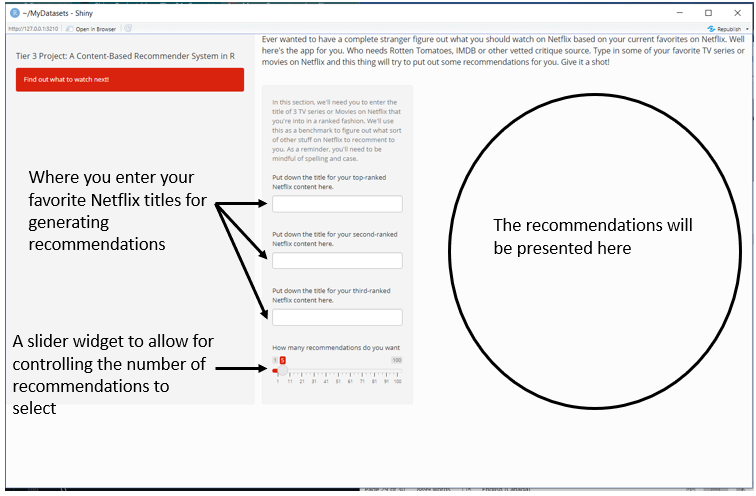 ~/MyDatasets - Shiny
http://127.0.0.1:5210
Open in Browser
Republish
Ever wanted to have a complete stranger figure out what you should watch on Netflix based on your current favorites on Netflix. Well
here's the app for you. Who needs Rotten Tomatoes, IMDB or other vetted critique source. Type in some of your favorite TV series or
movies on Netflix and this thing will try to put out some recommendations for you. Give it a shot!
Tier 3 Project: A Content-Based Recommender System in R
Find out what to watch next!
In this section, we'll need you to enter the
title of 3 TV series or Movies on Netflix that
you're into in a ranked fashion. We'll use
this as a benchmark to figure out what sort
of other stuff on Netflix to recomment to
you. As a reminder, you'll need to be
mindful of spelling and case.
Put down the title for your top-ranked
Netflix content here.
Put down the title for your second-ranked
Netflix content here.
Put down the title for your third-ranked
Netflix content here.
How many recommendations do you want
1 5 100
1 11 21 31 41 51 61 71 81 91 100
Where you enter your
favorite Netflix titles for
generating
recommendations
A slider widget to allow for
controlling the number of
recommendations to
select
The recommendations will
be presented here